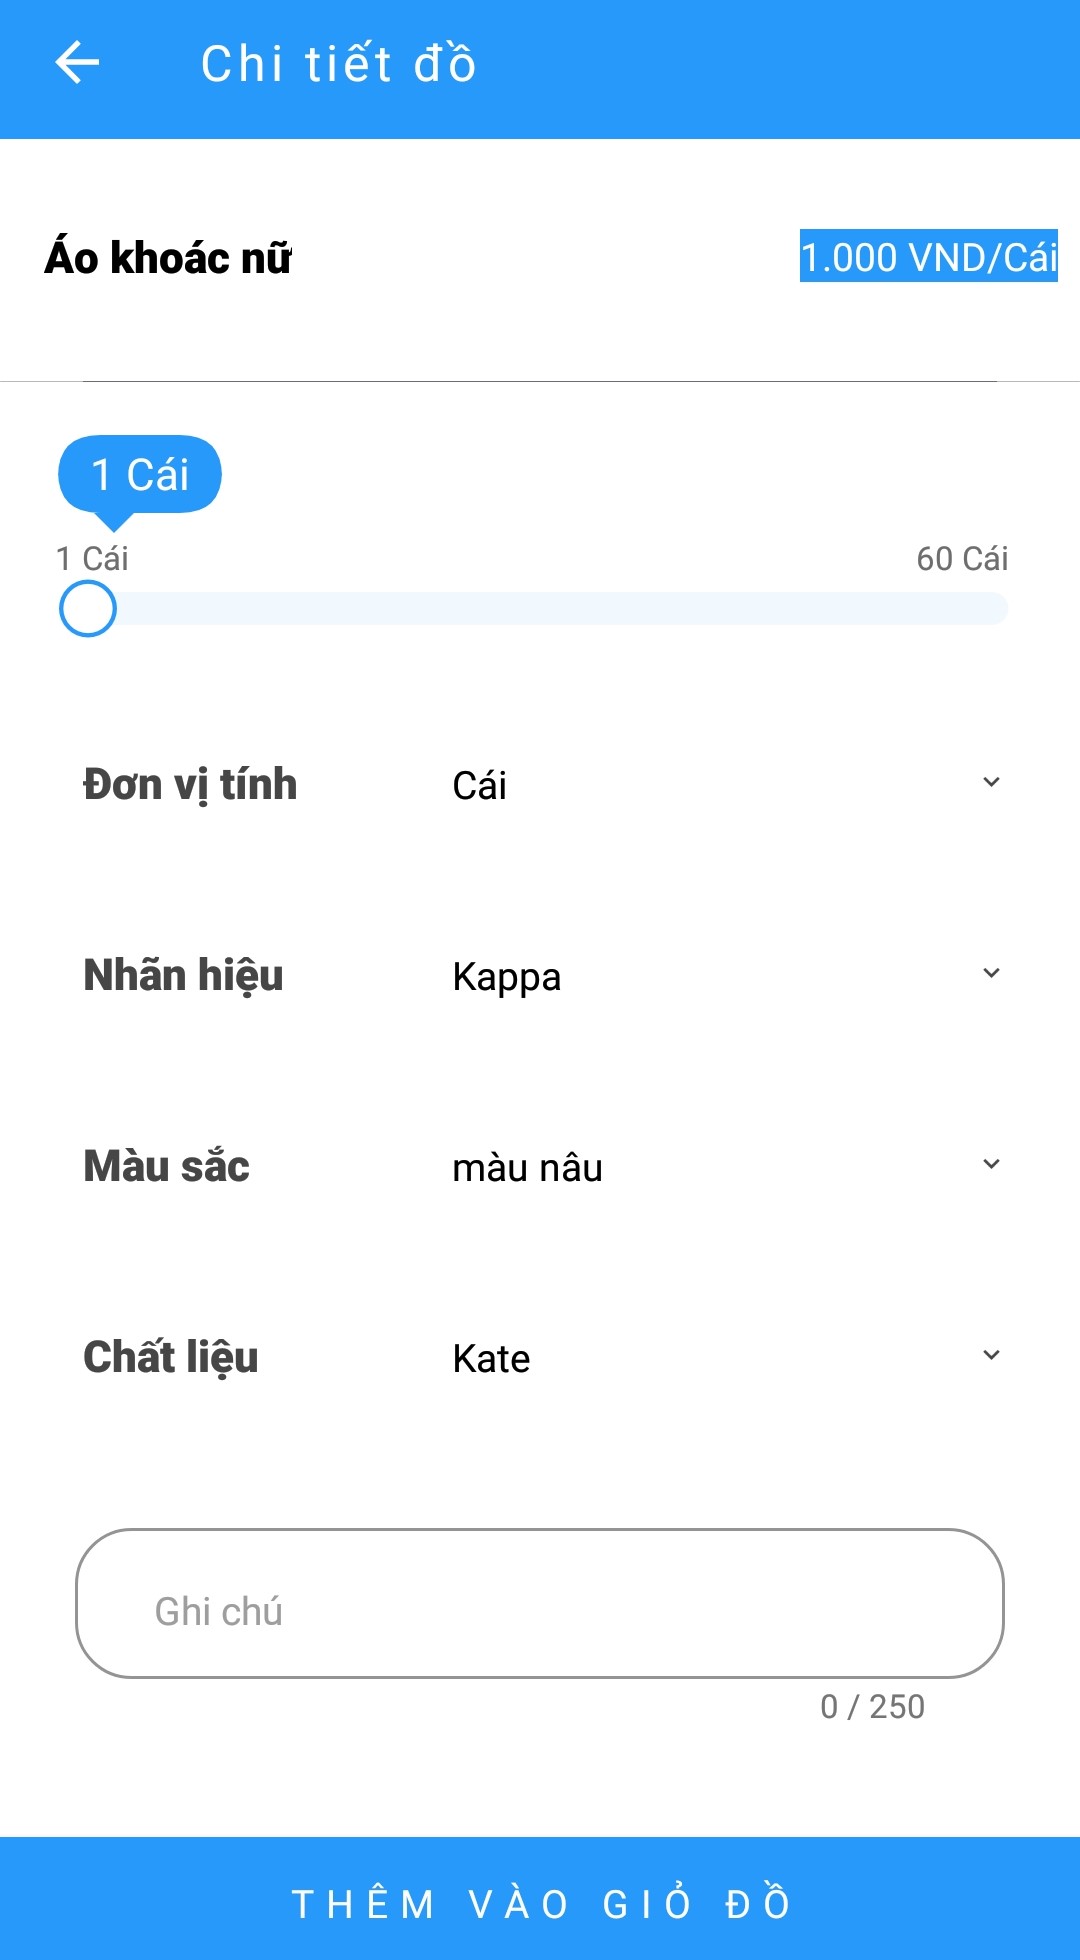 Chi tiết đồ
Áo khoác nữ 1.000 VND/Cái
1 Cái
1 Cái 60 Cái
Đơn vị tính Cái
Nhãn hiệu Kappa
Màu sắc màu nâu
Chất liệu Kate
Ghi chú
0 / 250
THÊM VÀO GIỎ ĐỒ